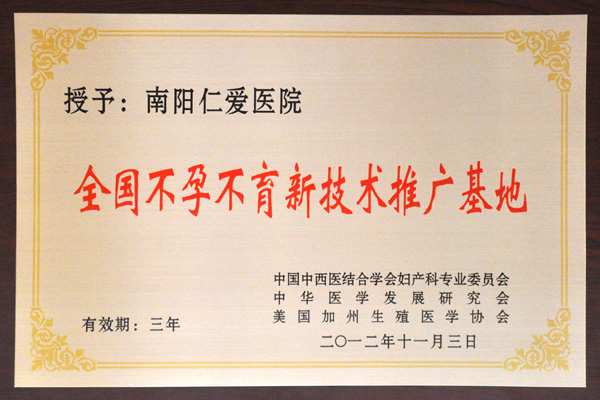 授予：南阳仁爱医院
全国不孕不育新技术推广基地
中国中西医结合学会妇产科专业委员会
中华医学发展研究会
美国加州生殖医学协会
有效期：三年
二〇一二年十一月三日